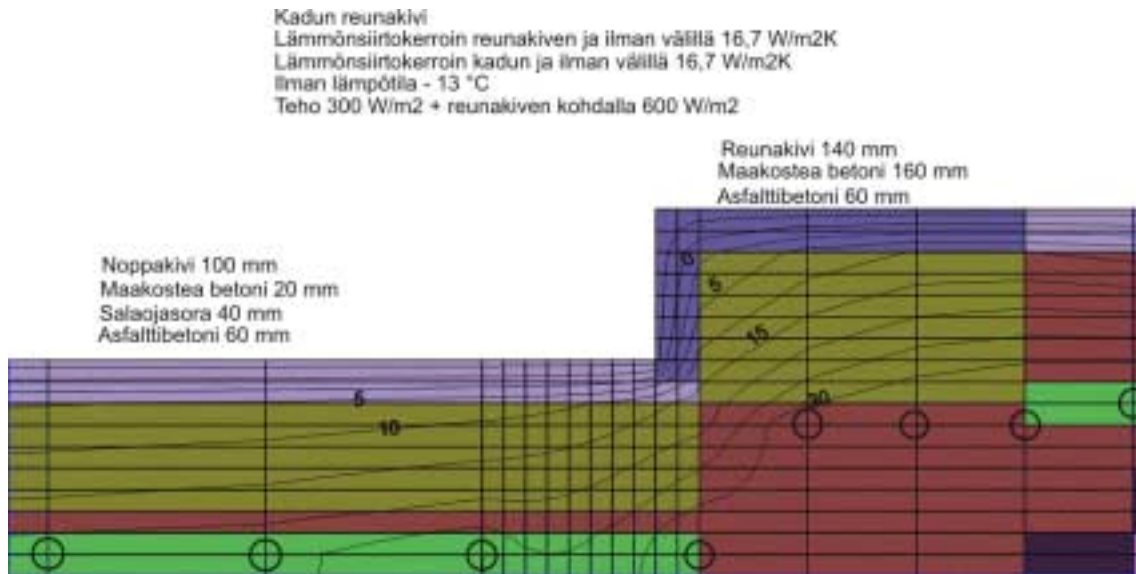 Kadun reunakivi
Lämmönsiirtokerroin reunakiven ja ilman välillä 16,7 W/m2K
Lämmönsiirtokerroin kadun ja ilman välillä 16,7 W/m2K
Ilman lämpötila - 13 °C
Teho 300 W/m2 + reunakiven kohdalla 600 W/m2
Reunakivi 140 mm
Maakostea betoni 160 mm
Asfalttibetoni 60 mm
Noppakivi 100 mm
Maakostea betoni 20 mm
Salaojasora 40 mm
Asfalttibetoni 60 mm
0
5
15
20
5
10